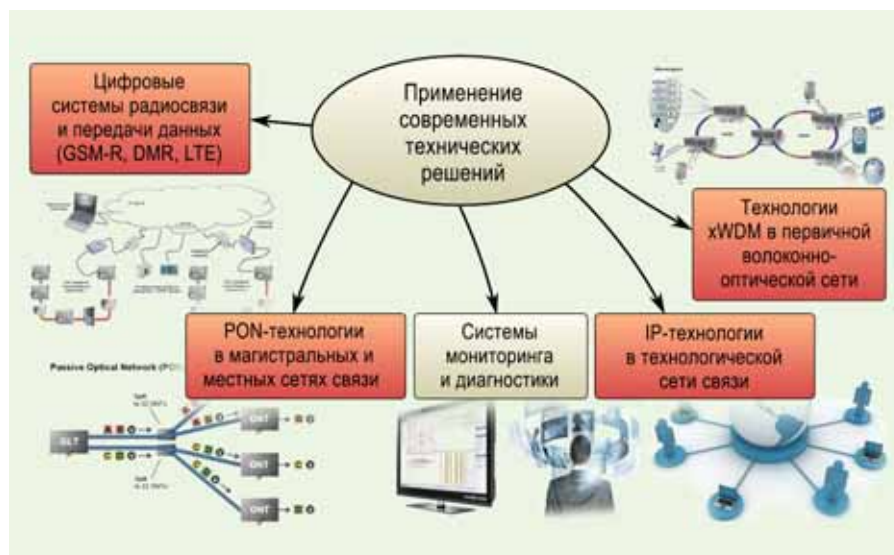 Цифровые
системы радиосвязи
и передачи данных
(GSM-R, DMR, LTE)
Применение
современных
технических
решений
Технологии
xWDM в первичной
волоконно-
оптической сети
PON-технологии
в магистральных и
местных сетях связи
Системы
мониторинга
и диагностики
IP-технологии
в технологической
сети связи
Passive Optical Network
OLT
ONT
ONT
ONT